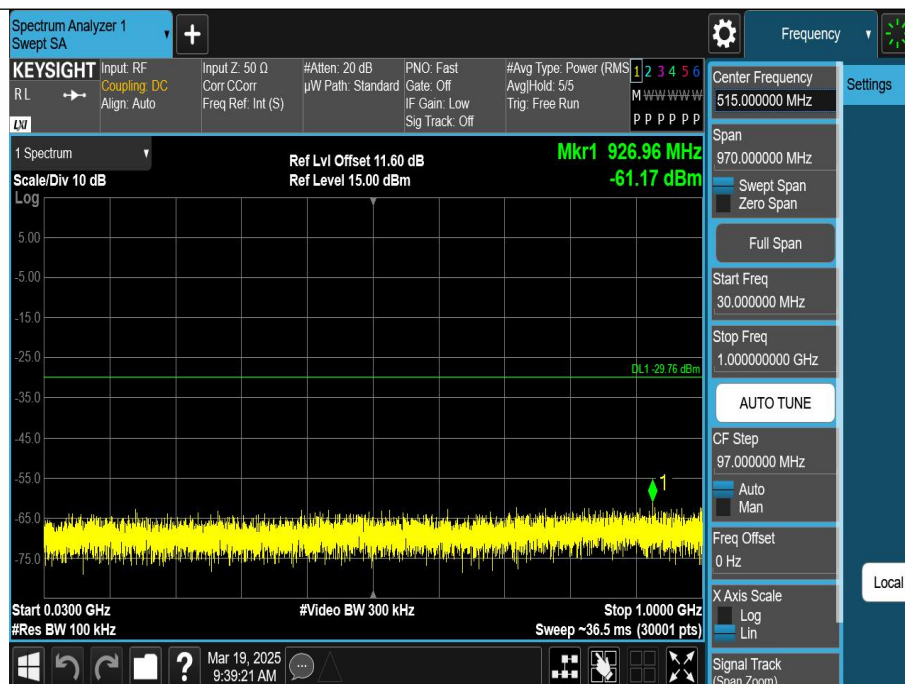 Spectrum Analyzer 1
Swept SA
+
Frequency
KEYSIGHT
RL
LXI
Input: RF
Coupling: DC
Align: Auto
Input Z: 50 Ω
Corr CCorr
Freq Ref: Int (S)
#Atten: 20 dB
µW Path: Standard
PNO: Fast
Gate: Off
IF Gain: Low
Sig Track: Off
#Avg Type: Power (RMS
Avg|Hold: 5/5
Trig: Free Run
1 2 3 4 5 6
M W W W W W
P P P P P P
1 Spectrum
Scale/Div 10 dB
Log
Ref Lvl Offset 11.60 dB
Ref Level 15.00 dBm
Mkr1 926.96 MHz
-61.17 dBm
5.00
-5.00
-15.0
-25.0
DL1 -29.76 dBm
-35.0
-45.0
-55.0
1
-65.0
-75.0
Start 0.0300 GHz
#Res BW 100 kHz
#Video BW 300 kHz
Stop 1.0000 GHz
Sweep ~36.5 ms (30001 pts)
?
Mar 19, 2025
9:39:21 AM
Center Frequency
515.000000 MHz
Span
970.000000 MHz
Swept Span
Zero Span
Full Span
Start Freq
30.000000 MHz
Stop Freq
1.000000000 GHz
AUTO TUNE
CF Step
97.000000 MHz
Auto
Man
Freq Offset
0 Hz
X Axis Scale
Log
Lin
Signal Track
(Span Zoom)
Settings
Local